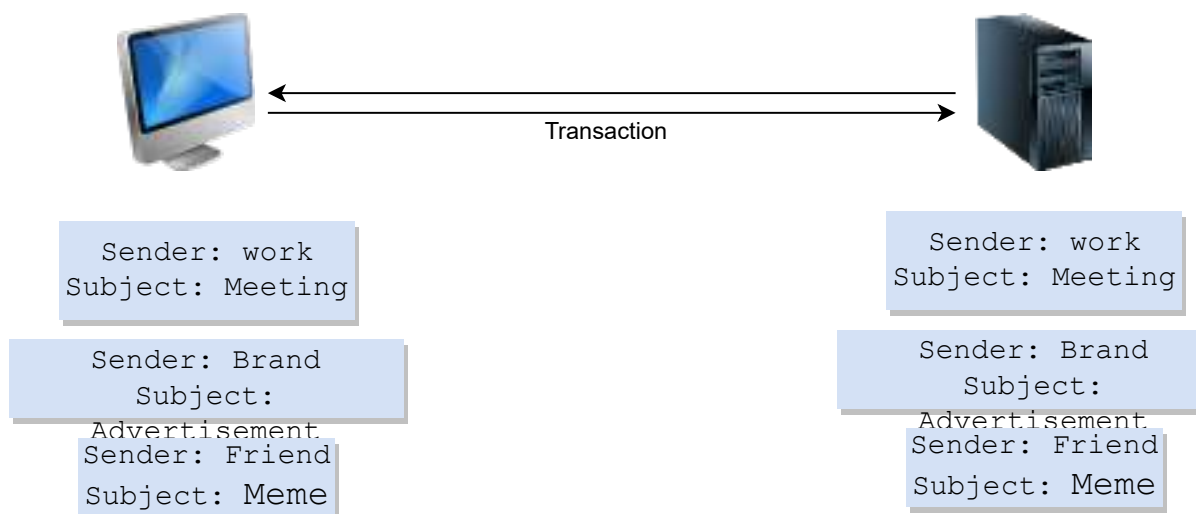 Transaction
Sender: work
Subject: Meeting
Sender: Brand
Subject:
Advertisement
Sender: Friend
Subject: Meme
Sender: work
Subject: Meeting
Sender: Brand
Subject:
Advertisement
Sender: Friend
Subject: Meme